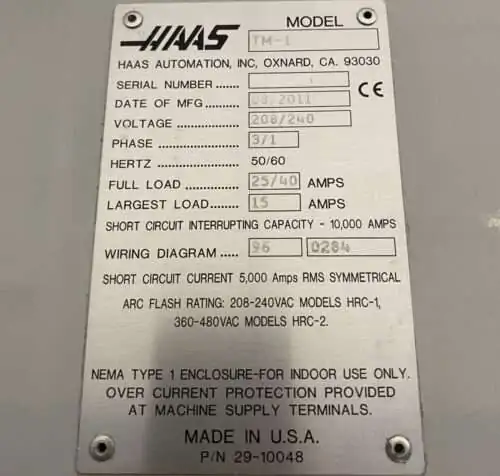 HAAS
MODEL TM-1
HAAS AUTOMATION, INC, OXNARD, CA. 93030
SERIAL NUMBER ......
CE
DATE OF MFG ........ 2011
VOLTAGE .............. 208/240
PHASE .................. 3/1
HERTZ 50/60
FULL LOAD ........... 25/40 AMPS
LARGEST LOAD ..... 15 AMPS
SHORT CIRCUIT INTERRUPTING CAPACITY - 10,000 AMPS
WIRING DIAGRAM ..... 96 0284
SHORT CIRCUIT CURRENT 5,000 Amps RMS SYMMETRICAL
ARC FLASH RATING: 208-240VAC MODELS HRC-1,
360-480VAC MODELS HRC-2.
NEMA TYPE 1 ENCLOSURE-FOR INDOOR USE ONLY.
OVER CURRENT PROTECTION PROVIDED
AT MACHINE SUPPLY TERMINALS.
MADE IN U.S.A.
P/N 29-10048